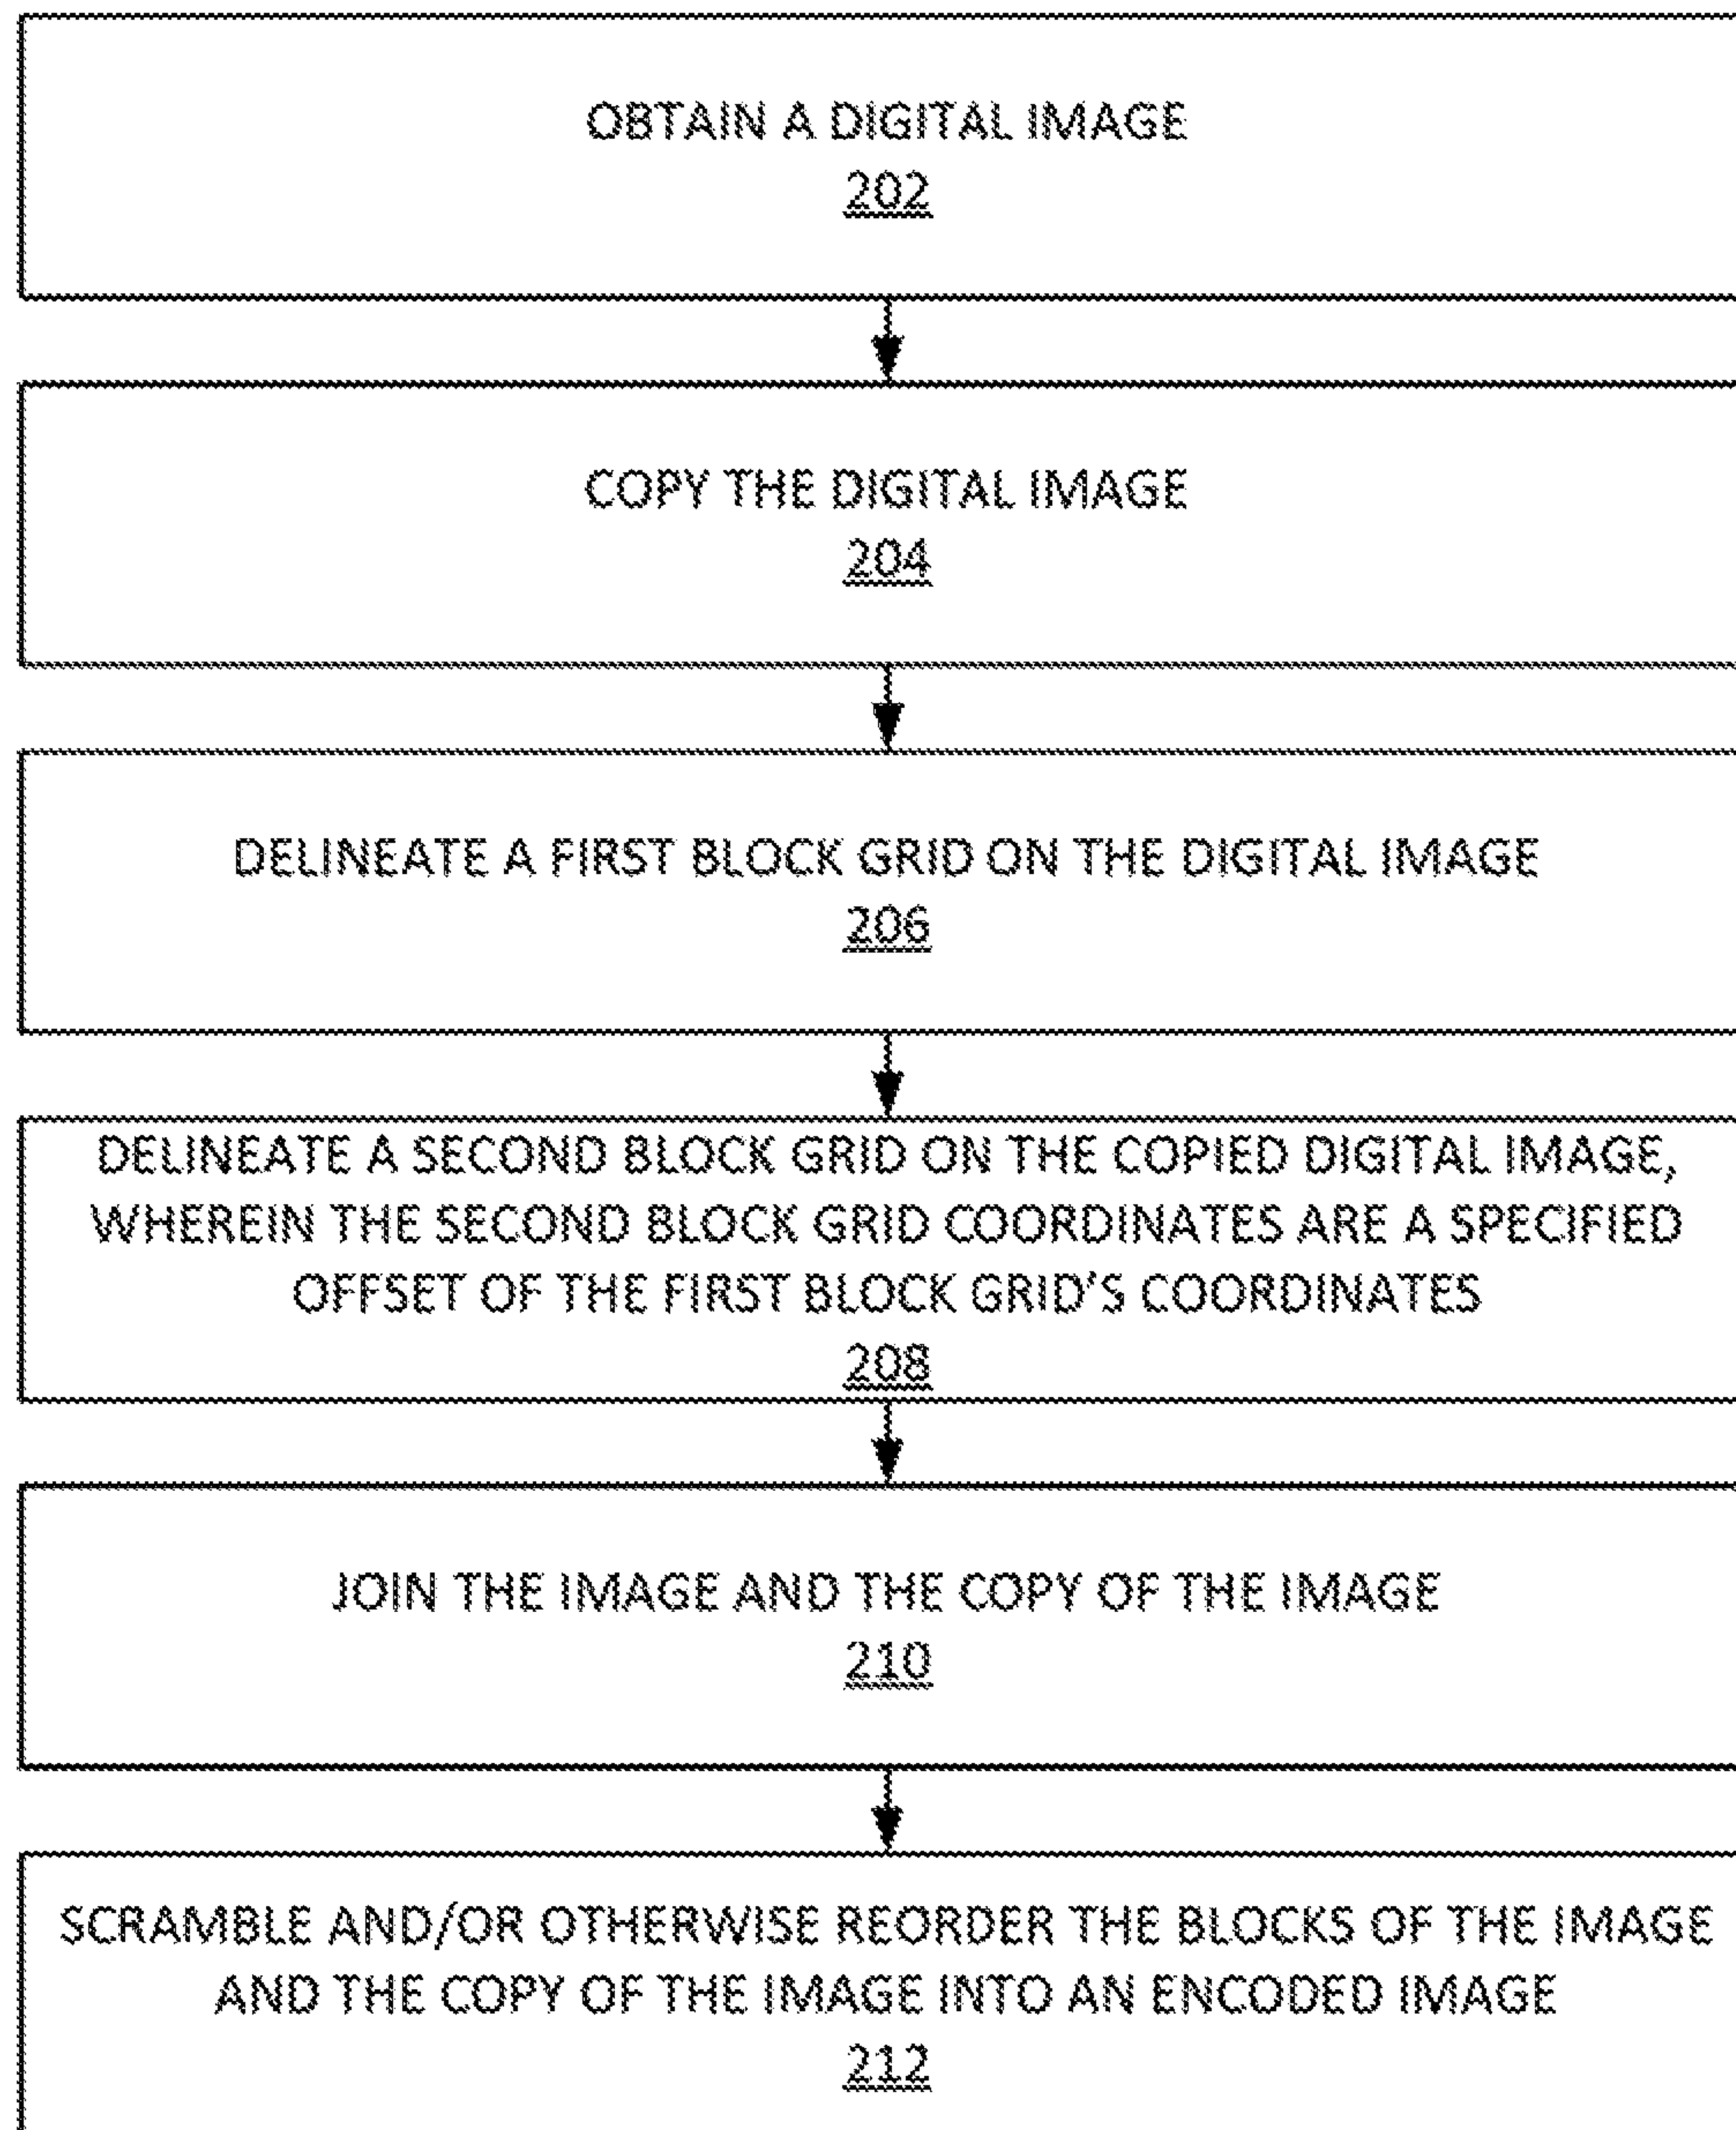 OBTAIN A DIGITAL IMAGE
202
COPY THE DIGITAL IMAGE
204
DELINEATE A FIRST BLOCK GRID ON THE DIGITAL IMAGE
206
DELINEATE A SECOND BLOCK GRID ON THE COPIED DIGITAL IMAGE,
WHEREIN THE SECOND BLOCK GRID COORDINATES ARE A SPECIFIED
OFFSET OF THE FIRST BLOCK GRID'S COORDINATES
208
JOIN THE IMAGE AND THE COPY OF THE IMAGE
210
SCRAMBLE AND/OR OTHERWISE REORDER THE BLOCKS OF THE IMAGE
AND THE COPY OF THE IMAGE INTO AN ENCODED IMAGE
212